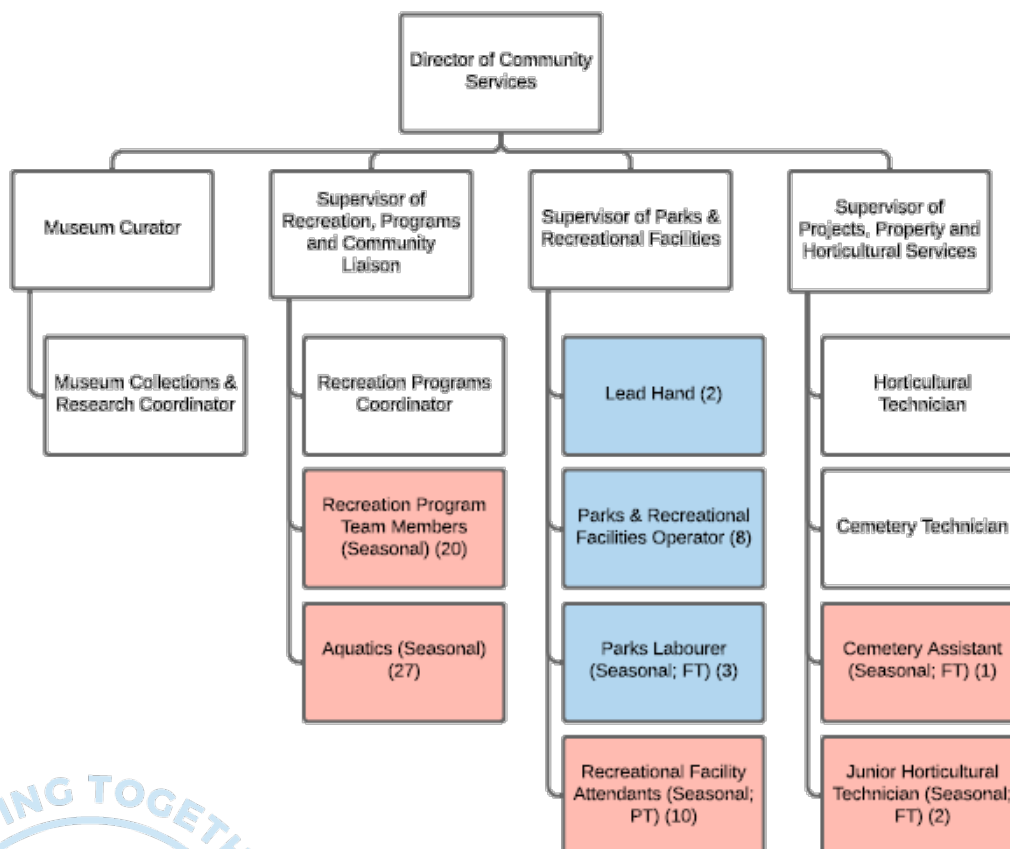 Director of Community
Services
Museum Curator
Supervisor of
Recreation, Programs
and Community
Liaison
Supervisor of Parks &
Recreational Facilities
Supervisor of
Projects, Property and
Horticultural Services
Museum Collections &
Research Coordinator
Recreation Programs
Coordinator
Lead Hand (2)
Horticultural
Technician
Recreation Program
Team Members
(Seasonal) (20)
Parks & Recreational
Facilities Operator (8)
Cemetery Technician
Aquatics (Seasonal)
(27)
Parks Labourer
(Seasonal; FT) (3)
Cemetery Assistant
(Seasonal; FT) (1)
Recreational Facility
Attendants (Seasonal;
PT) (10)
Junior Horticultural
Technician (Seasonal;
FT) (2)